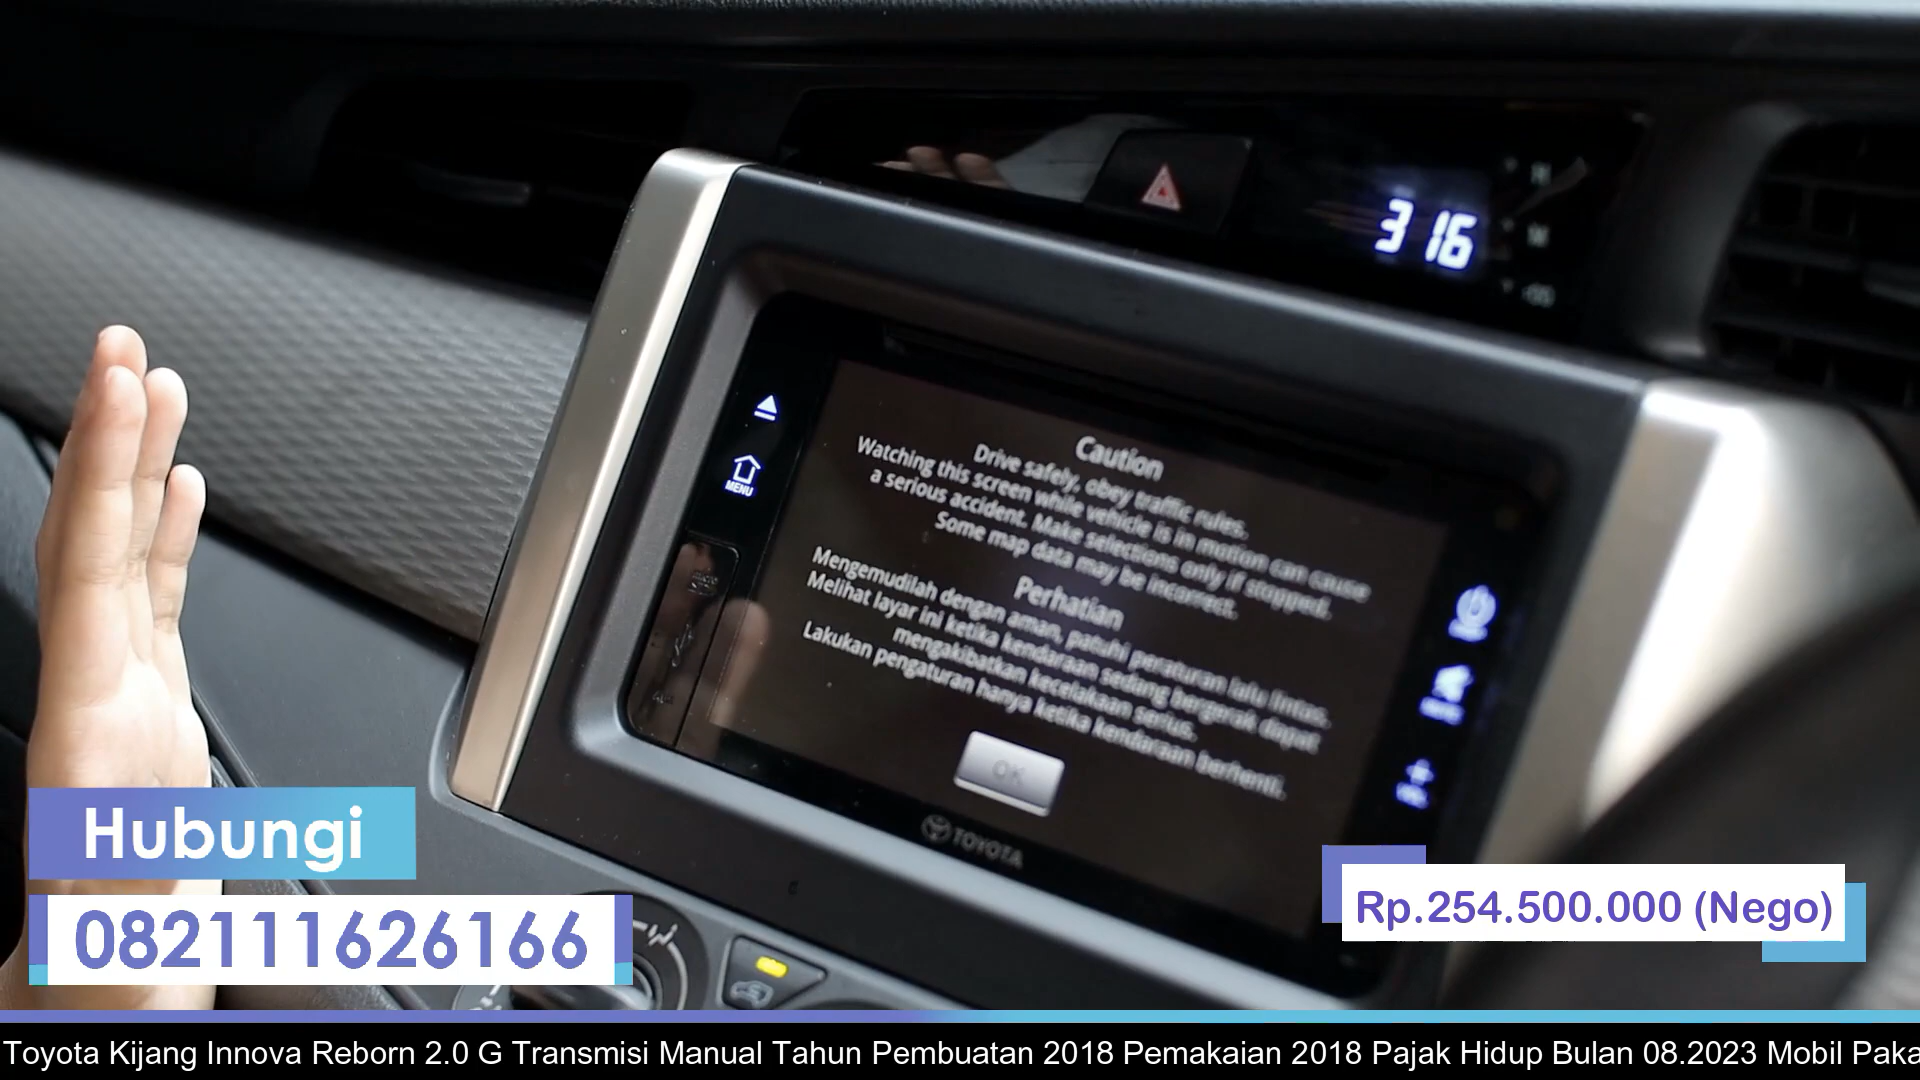 3 16
MENU
Caution
Drive safely, obey traffic rules.
Watching this screen while vehicle is in motion can cause
a serious accident. Make selections only if stopped.
Some map data may be incorrect.
Perhatian
Mengemudilah dengan aman, patuhi peraturan lalu lintas.
Melihat layar ini ketika kendaraan sedang bergerak dapat
mengakibatkan kecelakaan serius.
Lakukan pengaturan hanya ketika kendaraan berhenti.
OK
TOYOTA
Hubungi
082111626166
Rp.254.500.000 (Nego)
Toyota Kijang Innova Reborn 2.0 G Transmisi Manual Tahun Pembuatan 2018 Pemakaian 2018 Pajak Hidup Bulan 08.2023 Mobil Paka